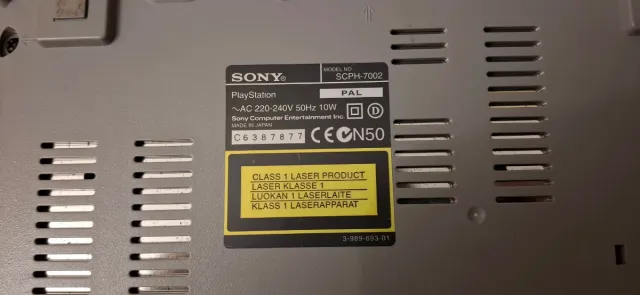 SONY®
MODEL NO.
SCPH-7002
PlayStation
PAL
~AC 220-240V 50Hz 10W
D
Sony Computer Entertainment Inc.
MADE IN JAPAN
C6387877
CE N50
CLASS 1 LASER PRODUCT
LASER KLASSE 1
LUOKAN 1 LASERLAITE
KLASS 1 LASERAPPARAT
3-989-693-01